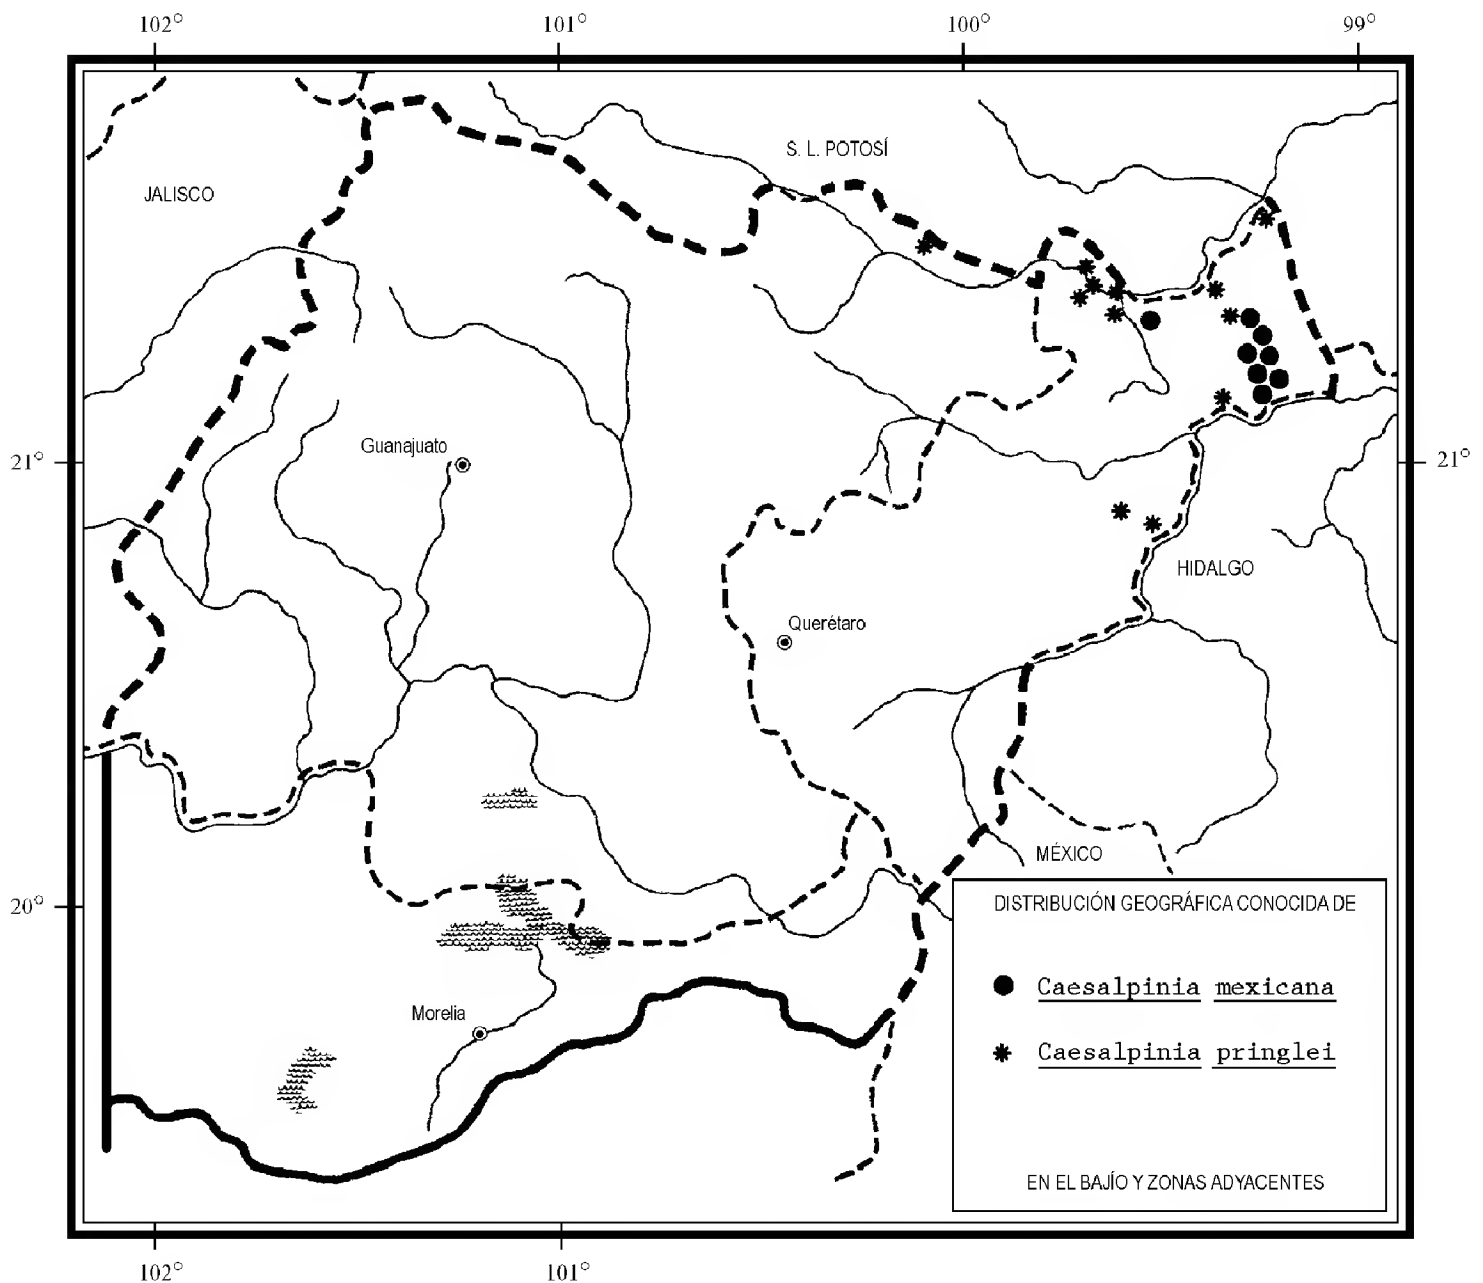 102° 101° 100° 99°
S. L. POTOSÍ
JALISCO
Guanajuato
21° 21°
HIDALGO
Querétaro
MÉXICO
20°
DISTRIBUCIÓN GEOGRÁFICA CONOCIDA DE
Caesalpinia mexicana
Morelia
Caesalpinia pringlei
EN EL BAJÍO Y ZONAS ADYACENTES
102° 101°